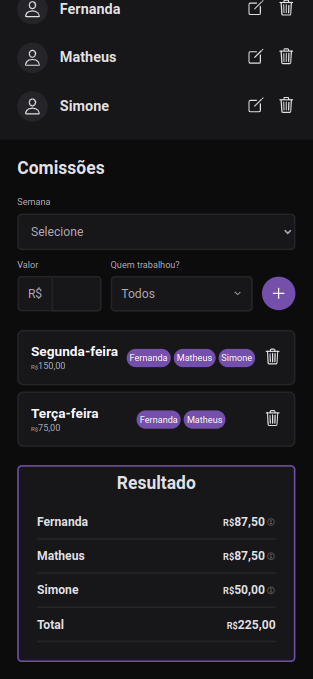 Fernanda
Matheus
Simone
Comissões
Semana
Selecione
Valor Quem trabalhou?
R$ Todos
Segunda-feira Fernanda Matheus Simone
R$150,00
Terça-feira Fernanda Matheus
R$75,00
Resultado
Fernanda R$87,50
Matheus R$87,50
Simone R$50,00
Total R$225,00